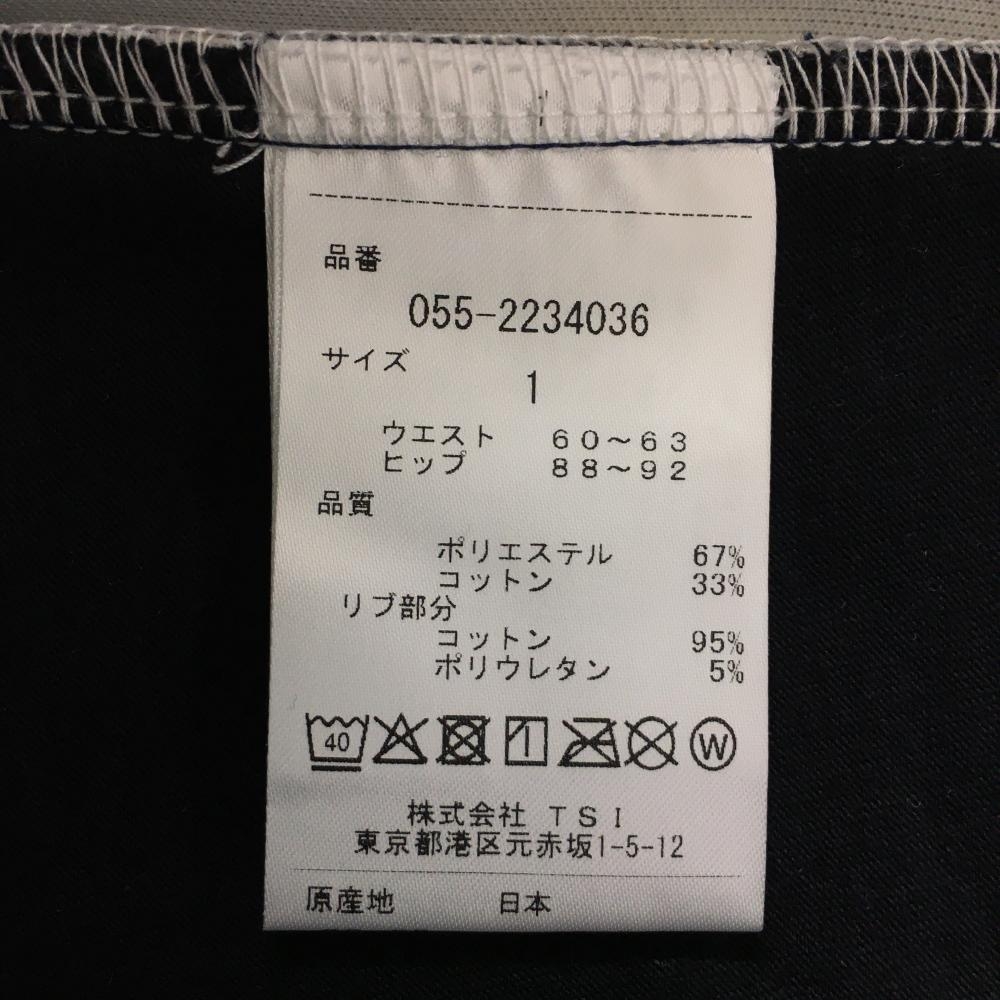 品番
055-2234036
サイズ
1
ウエスト 60～63
ヒップ 88～92
品質
ポリエステル 67%
コットン 33%
リブ部分
コットン 95%
ポリウレタン 5%
40 W
株式会社 TSI
東京都港区元赤坂1-5-12
原産地 日本